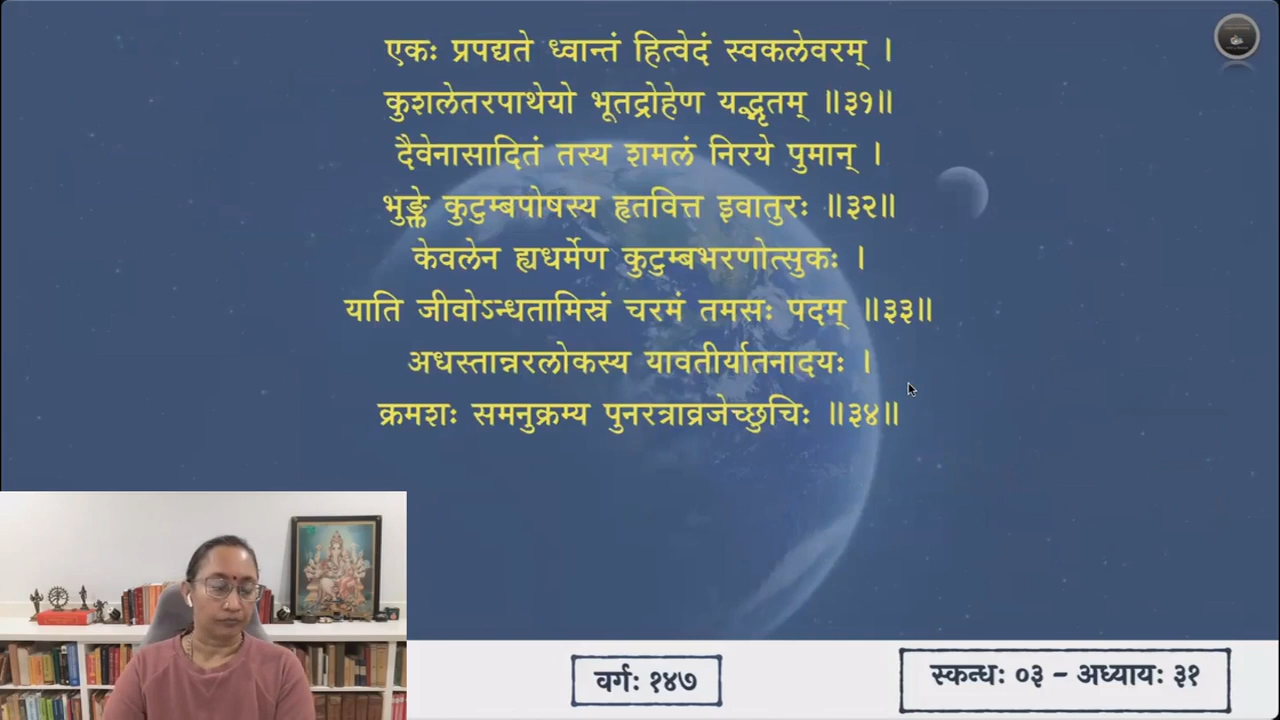 एकः प्रपद्यते ध्वान्तं हित्वेदं स्वकलेवरम् ।
कुशलेतरपाथेयो भूतद्रोहेण यद्भृतम् ॥३१॥
दैवेनासादितं तस्य शमलं निरये पुमान् ।
भुङ्क्ते कुटुम्बपोषस्य हृतवित्त इवातुरः ॥३२॥
केवलेन ह्यधर्मेण कुटुम्बभरणोत्सुकः ।
याति जीवोऽन्धतामिस्रं चरमं तमसः पदम् ॥३३॥
अधस्तान्नरलोकस्य यावतीर्यातनादयः ।
क्रमशः समनुक्रम्य पुनरत्राव्रजेच्छुचिः ॥३४॥
वर्गः १४७
स्कन्धः ०३ - अध्यायः ३१